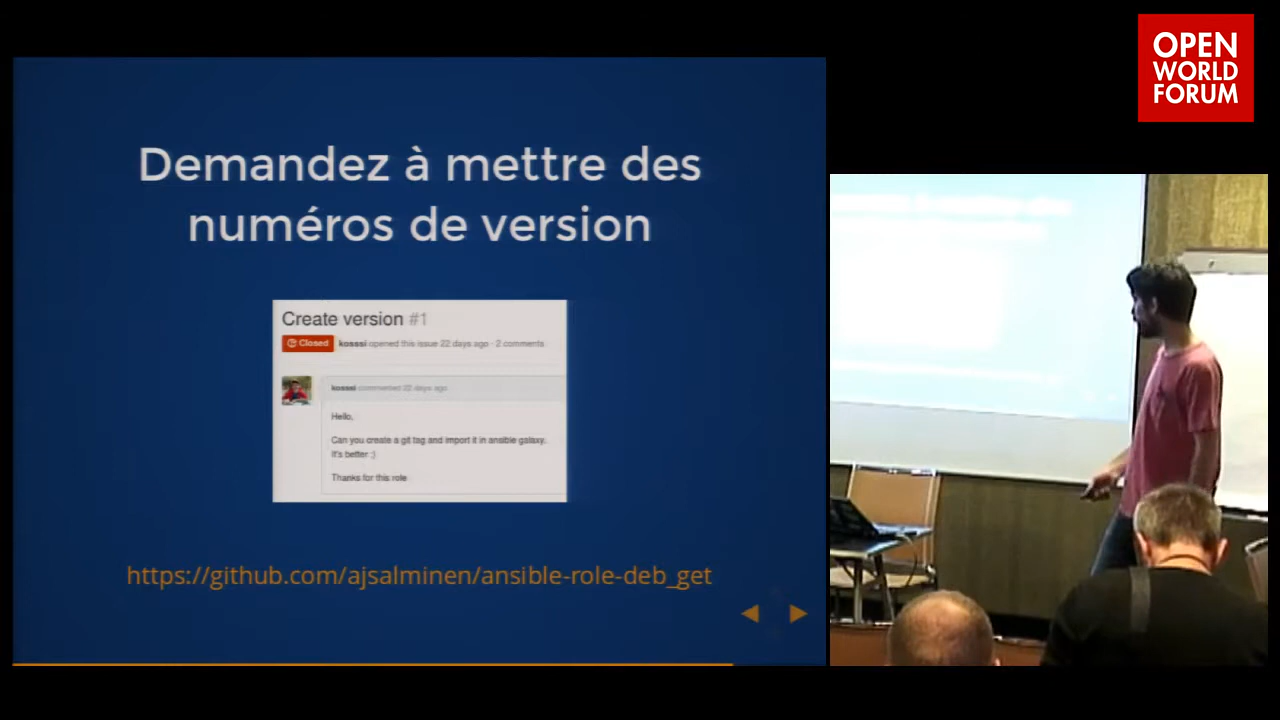 OPEN
WORLD
FORUM
Demandez à mettre des
numéros de version
Create version #1
Closed kosssi opened this issue 22 days ago · 2 comments
kosssi commented 22 days ago
Hello,
Can you create a git tag and import it in ansible galaxy.
It's better :)
Thanks for this role
https://github.com/ajsalminen/ansible-role-deb_get